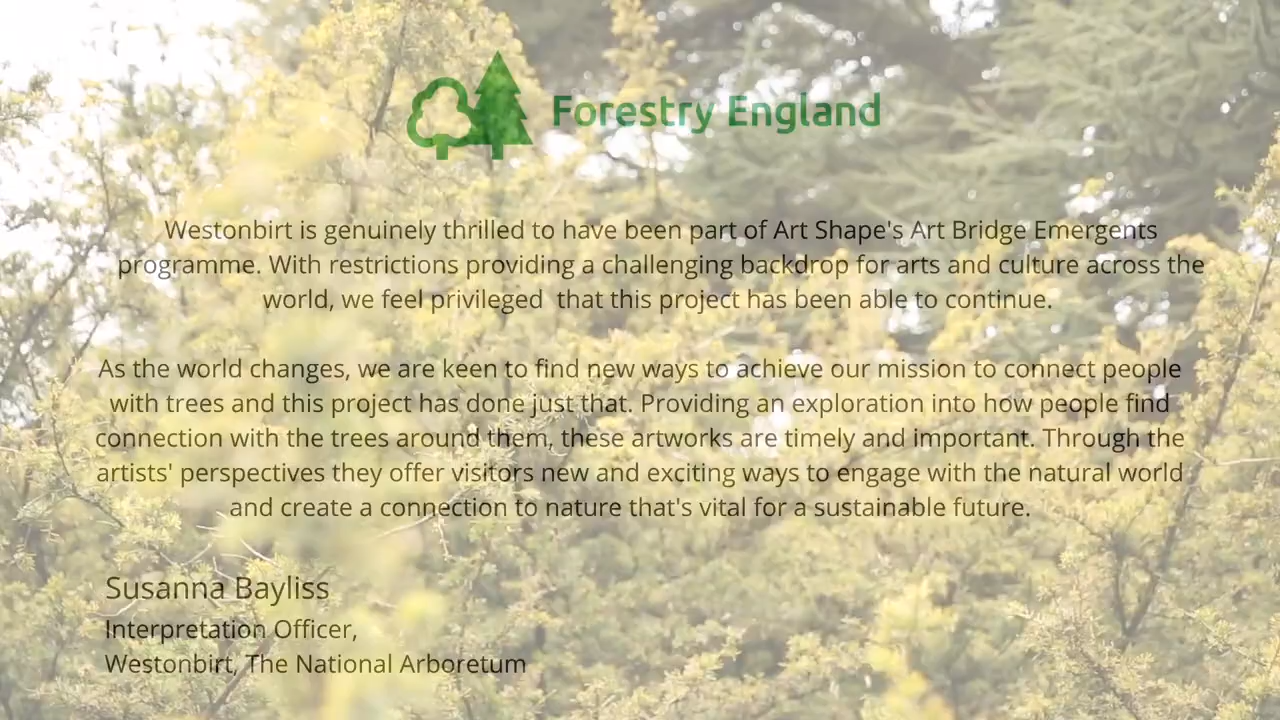 Forestry England
Westonbirt is genuinely thrilled to have been part of Art Shape's Art Bridge Emergents
programme. With restrictions providing a challenging backdrop for arts and culture across the
world, we feel privileged  that this project has been able to continue.
As the world changes, we are keen to find new ways to achieve our mission to connect people
with trees and this project has done just that. Providing an exploration into how people find
connection with the trees around them, these artworks are timely and important. Through the
artists' perspectives they offer visitors new and exciting ways to engage with the natural world
and create a connection to nature that's vital for a sustainable future.
Susanna Bayliss
Interpretation Officer,
Westonbirt, The National Arboretum